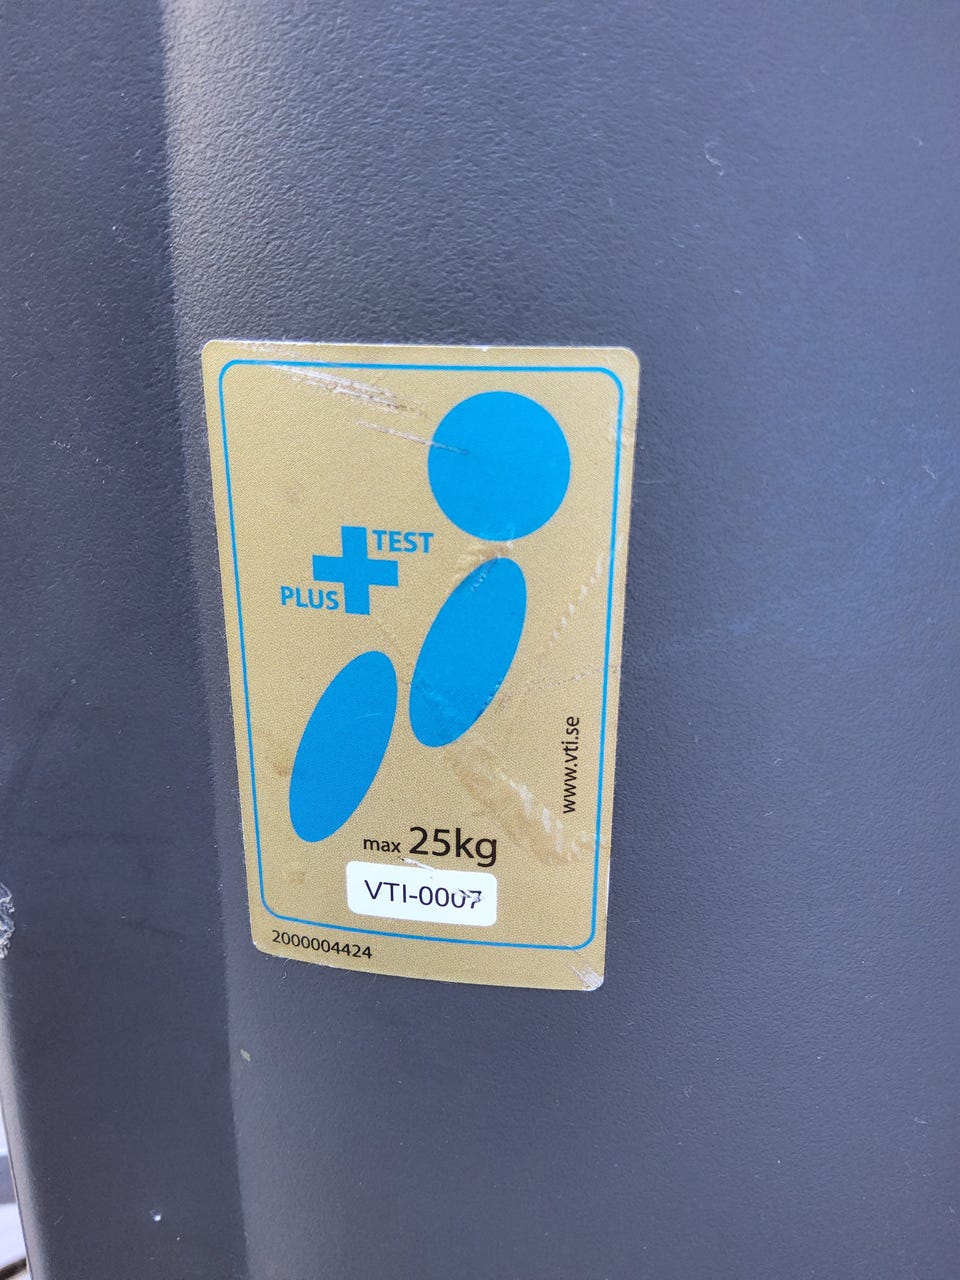 TEST
PLUS
www.vti.se
max 25kg
VTI-0007
2000004424